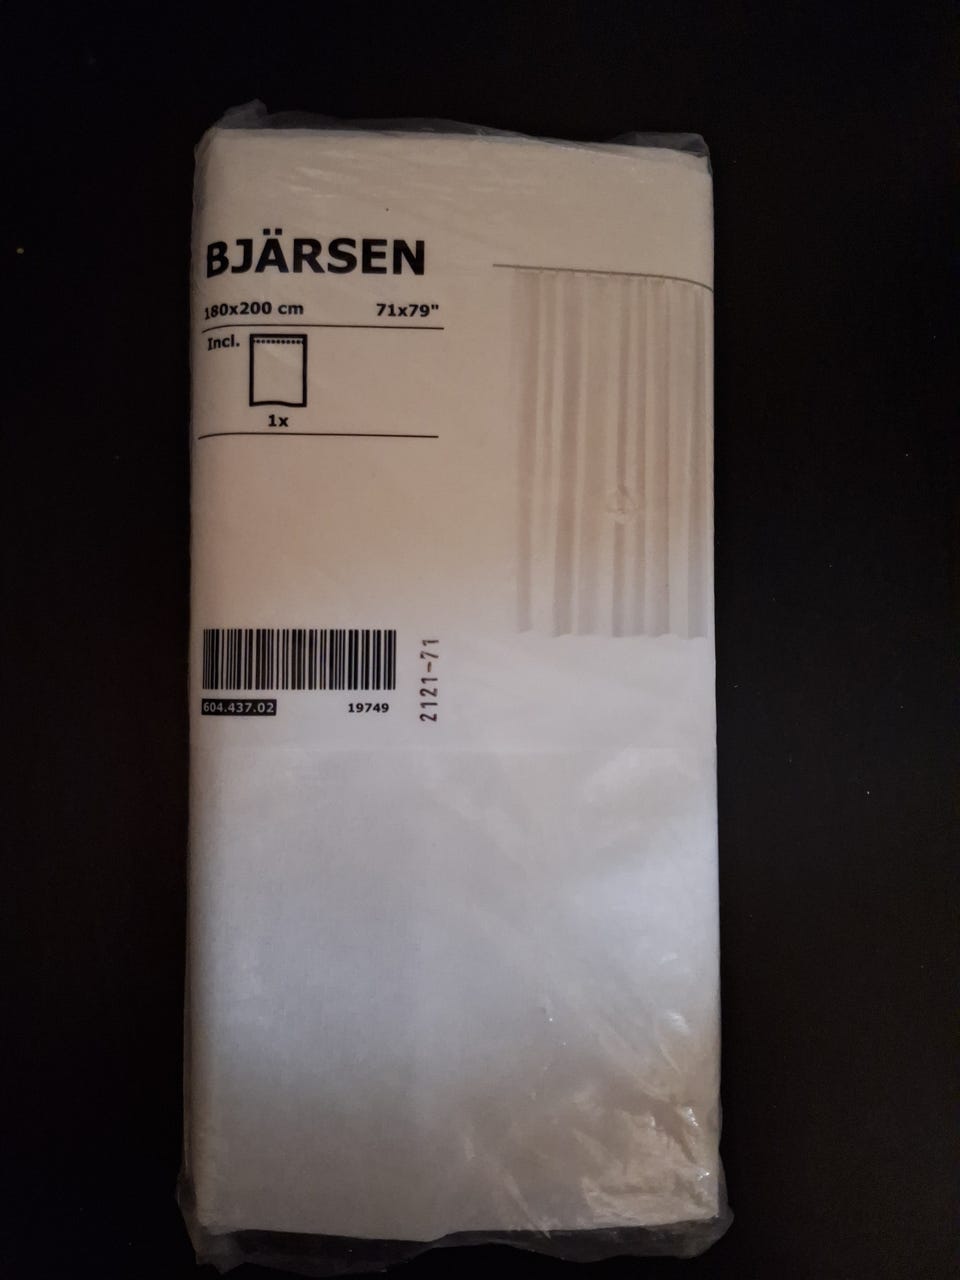 BJÄRSEN
180x200 cm 71x79"
Incl.
1x
604.437.02 19749
2121-71